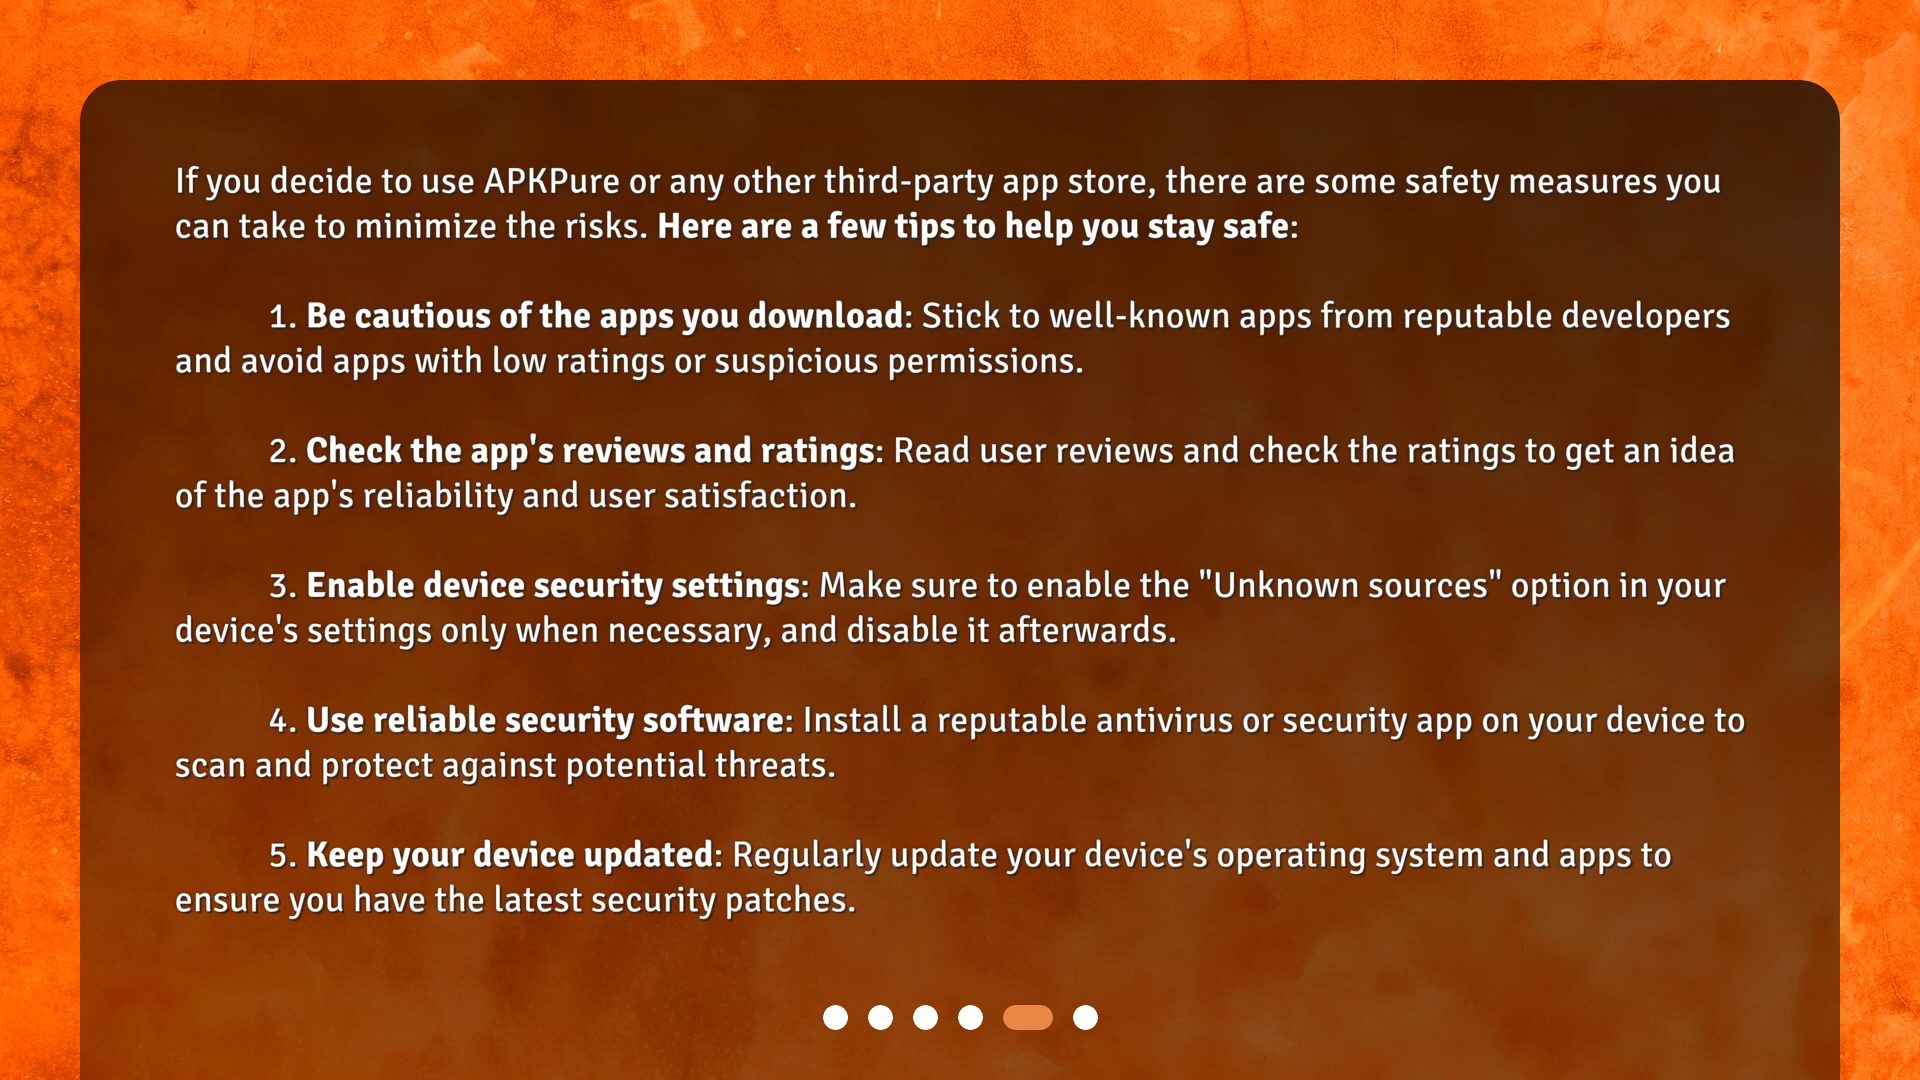 If you decide to use APKPure or any other third-party app store, there are some safety measures you
can take to minimize the risks. Here are a few tips to help you stay safe:
1. Be cautious of the apps you download: Stick to well-known apps from reputable developers
and avoid apps with low ratings or suspicious permissions.
2. Check the app's reviews and ratings: Read user reviews and check the ratings to get an idea
of the app's reliability and user satisfaction.
3. Enable device security settings: Make sure to enable the "Unknown sources" option in your
device's settings only when necessary, and disable it afterwards.
4. Use reliable security software: Install a reputable antivirus or security app on your device to
scan and protect against potential threats.
5. Keep your device updated: Regularly update your device's operating system and apps to
ensure you have the latest security patches.